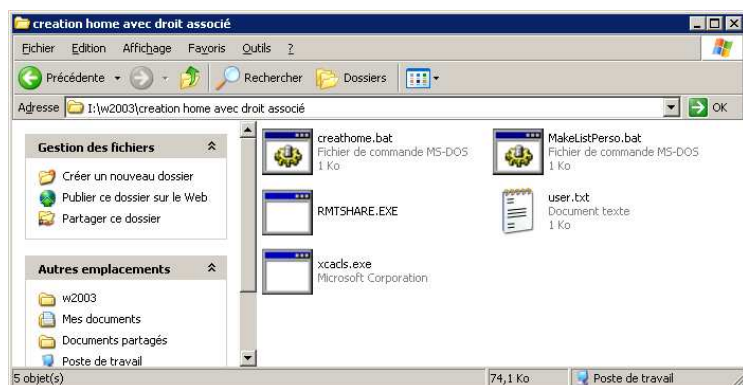 creation home avec droit associé
Fichier Edition Affichage Favoris Outils ?
Précédente Rechercher Dossiers
Adresse I:\w2003\creation home avec droit associé OK
Gestion des fichiers
Créer un nouveau dossier
Publier ce dossier sur le Web
Partager ce dossier
Autres emplacements
w2003
Mes documents
Documents partagés
Poste de travail
creathome.bat
Fichier de commande MS-DOS
1 Ko
MakeListPerso.bat
Fichier de commande MS-DOS
1 Ko
RMTSHARE.EXE
user.txt
Document texte
1 Ko
xcacls.exe
Microsoft Corporation
5 objet(s) 74,1 Ko Poste de travail